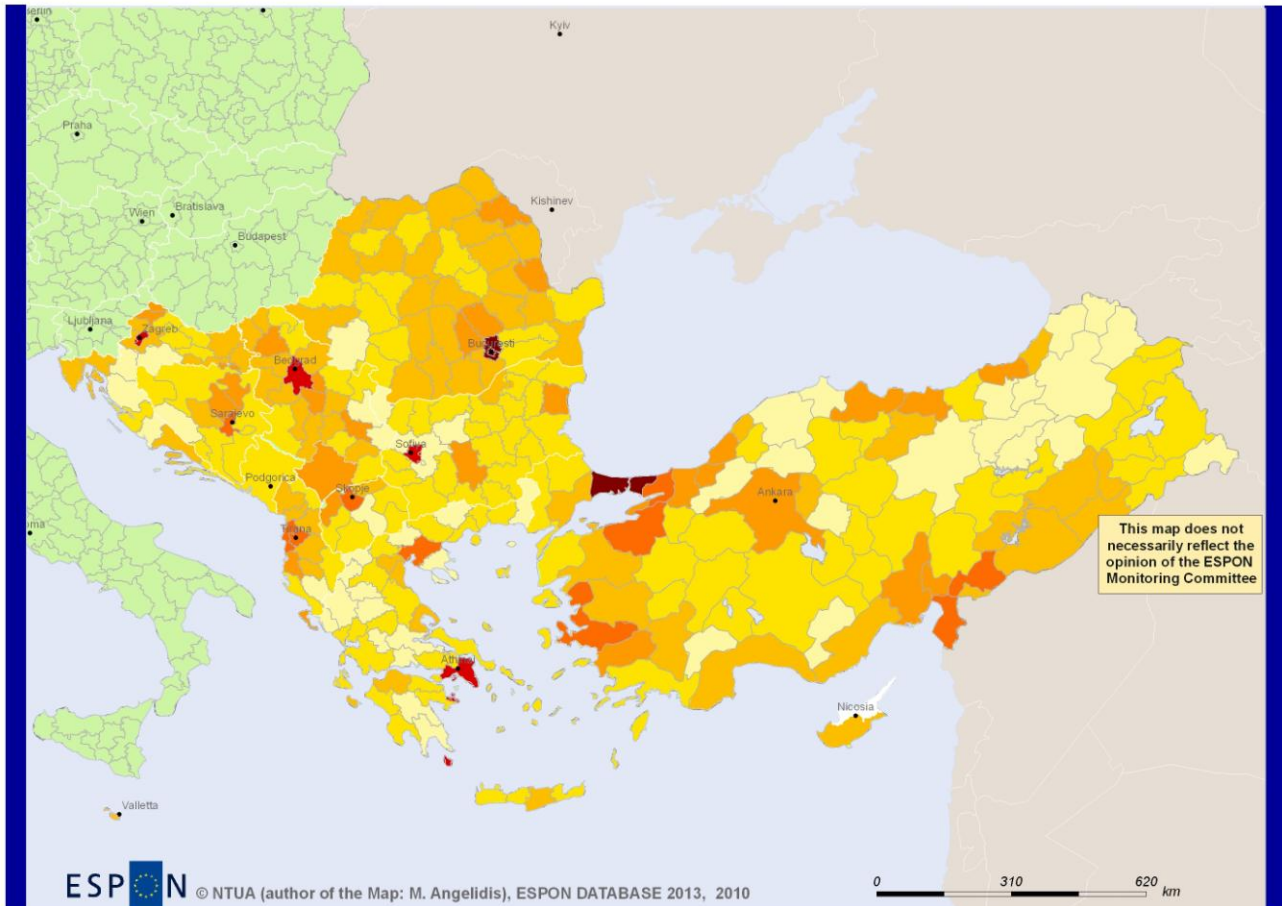 Kyiv
Praha
Kishinev
Wien
Bratislava
Budapest
Ljubljana
Zagreb
Bucuresti
Beograd
Sarajevo
Sofiya
Podgorica
Skopje
Ankara
This map does not
necessarily reflect the
opinion of the ESPON
Monitoring Committee
Nicosia
Valletta
ESPON © NTUA (author of the Map: M. Angelidis), ESPON DATABASE 2013, 2010
0 310 620
km